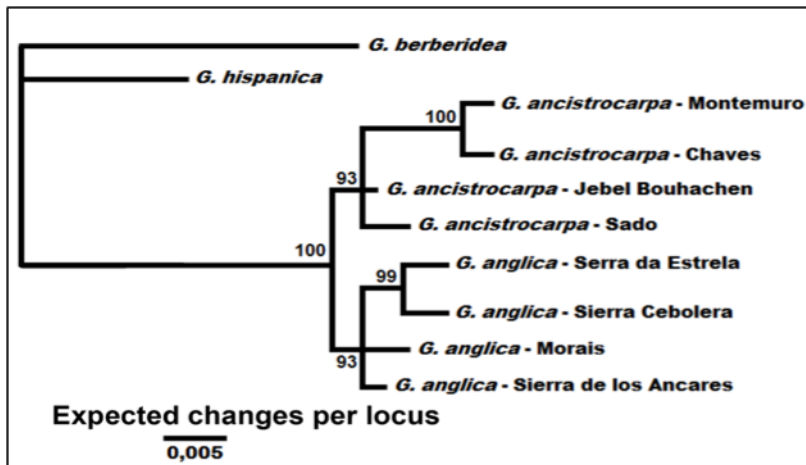 G. berberidea
G. hispanica
G. ancistrocarpa - Montemuro
100
G. ancistrocarpa - Chaves
93
G. ancistrocarpa - Jebel Bouhachen
G. ancistrocarpa - Sado
100
G. anglica - Serra da Estrela
99
G. anglica - Sierra Cebolera
G. anglica - Morais
93
G. anglica - Sierra de los Ancares
Expected changes per locus
0,005